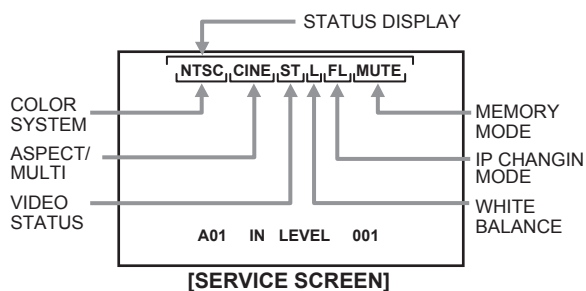 STATUS DISPLAY
NTSC CINE ST L FL MUTE
COLOR
SYSTEM
ASPECT/
MULTI
VIDEO
STATUS
MEMORY
MODE
IP CHANGIN
MODE
WHITE
BALANCE
A01 IN LEVEL 001
[SERVICE SCREEN]